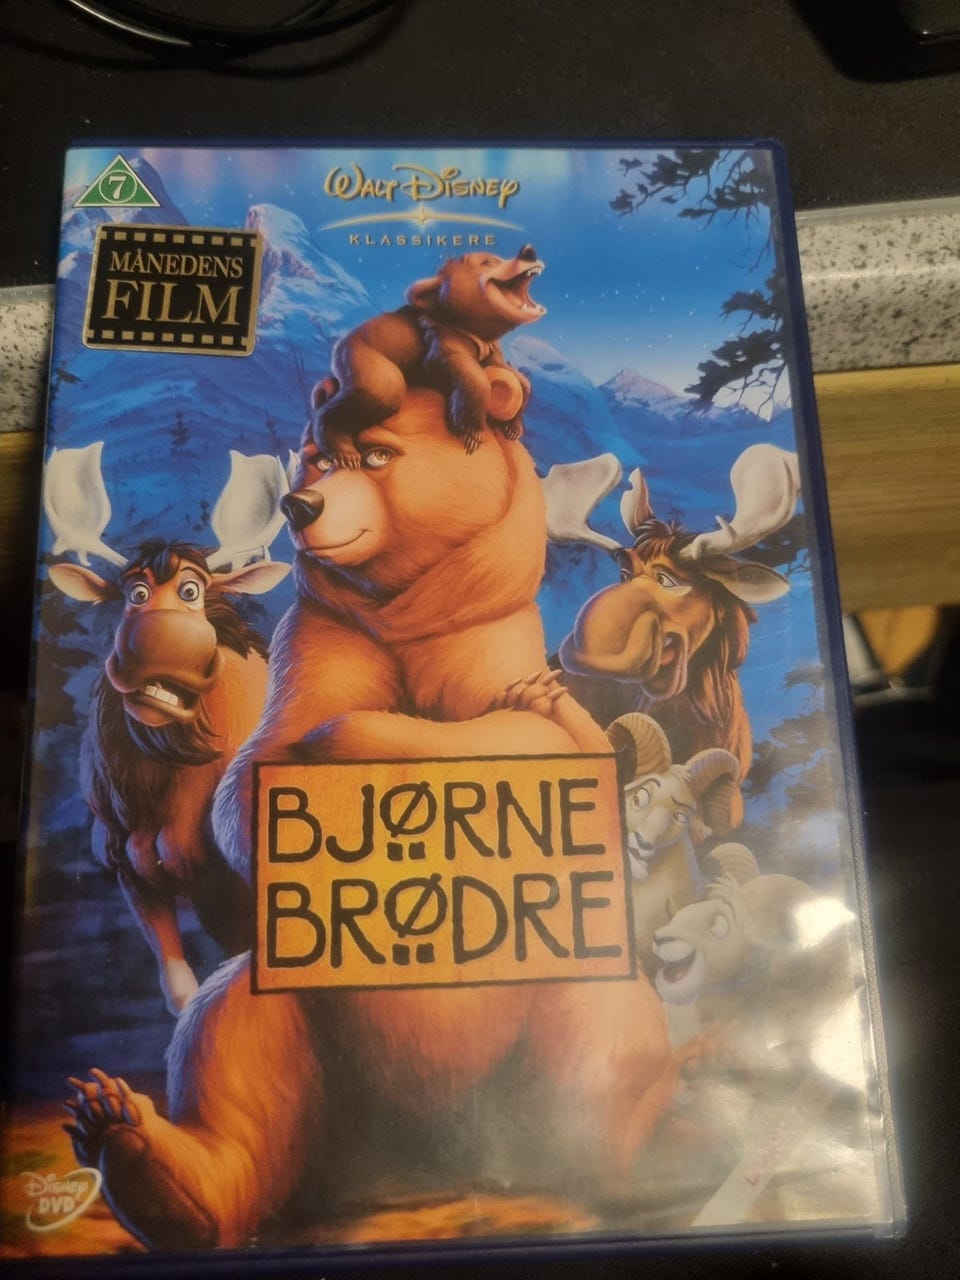 7
WALT DISNEY
KLASSIKERE
MÅNEDENS
FILM
BJØRNE
BRØDRE
DISNEY
DVD